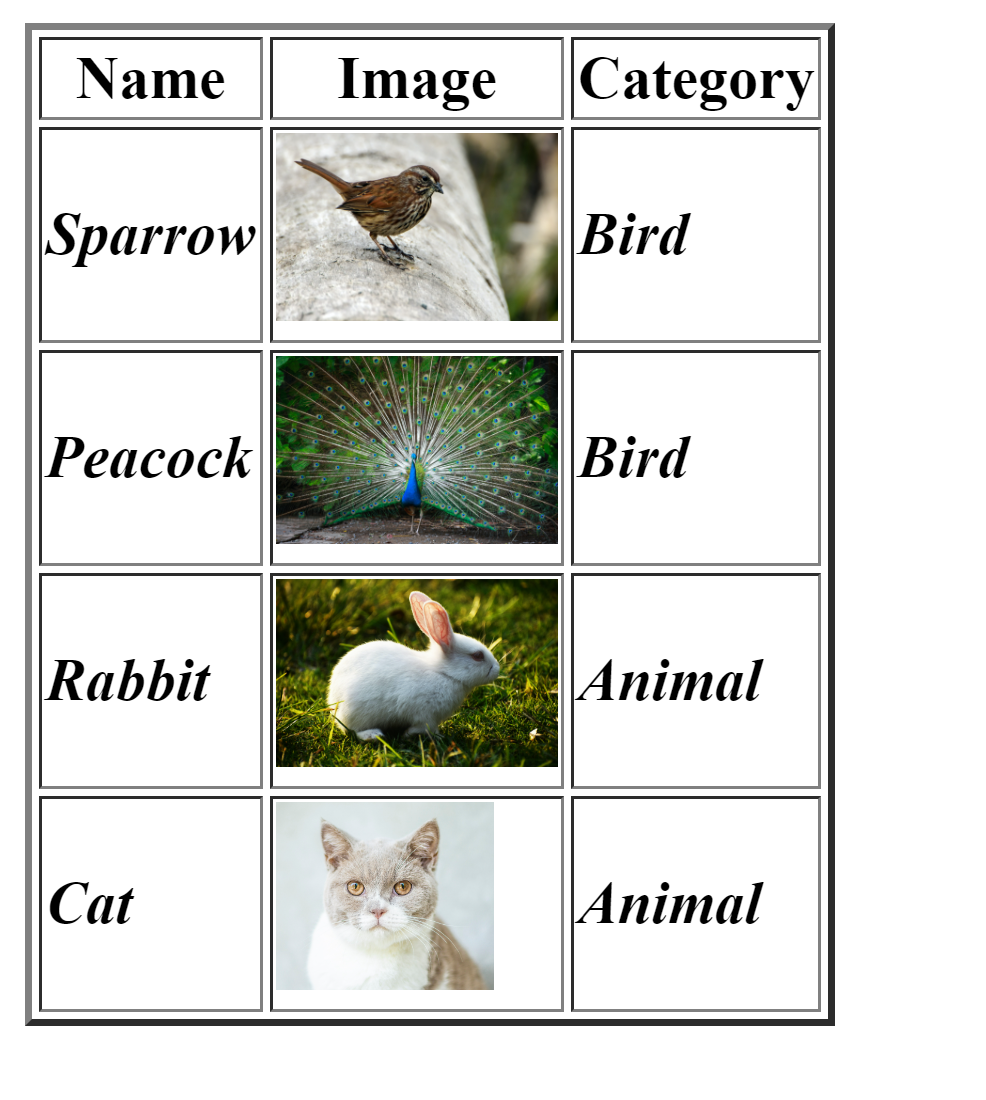 Name Image Category
Sparrow Bird
Peacock Bird
Rabbit Animal
Cat Animal